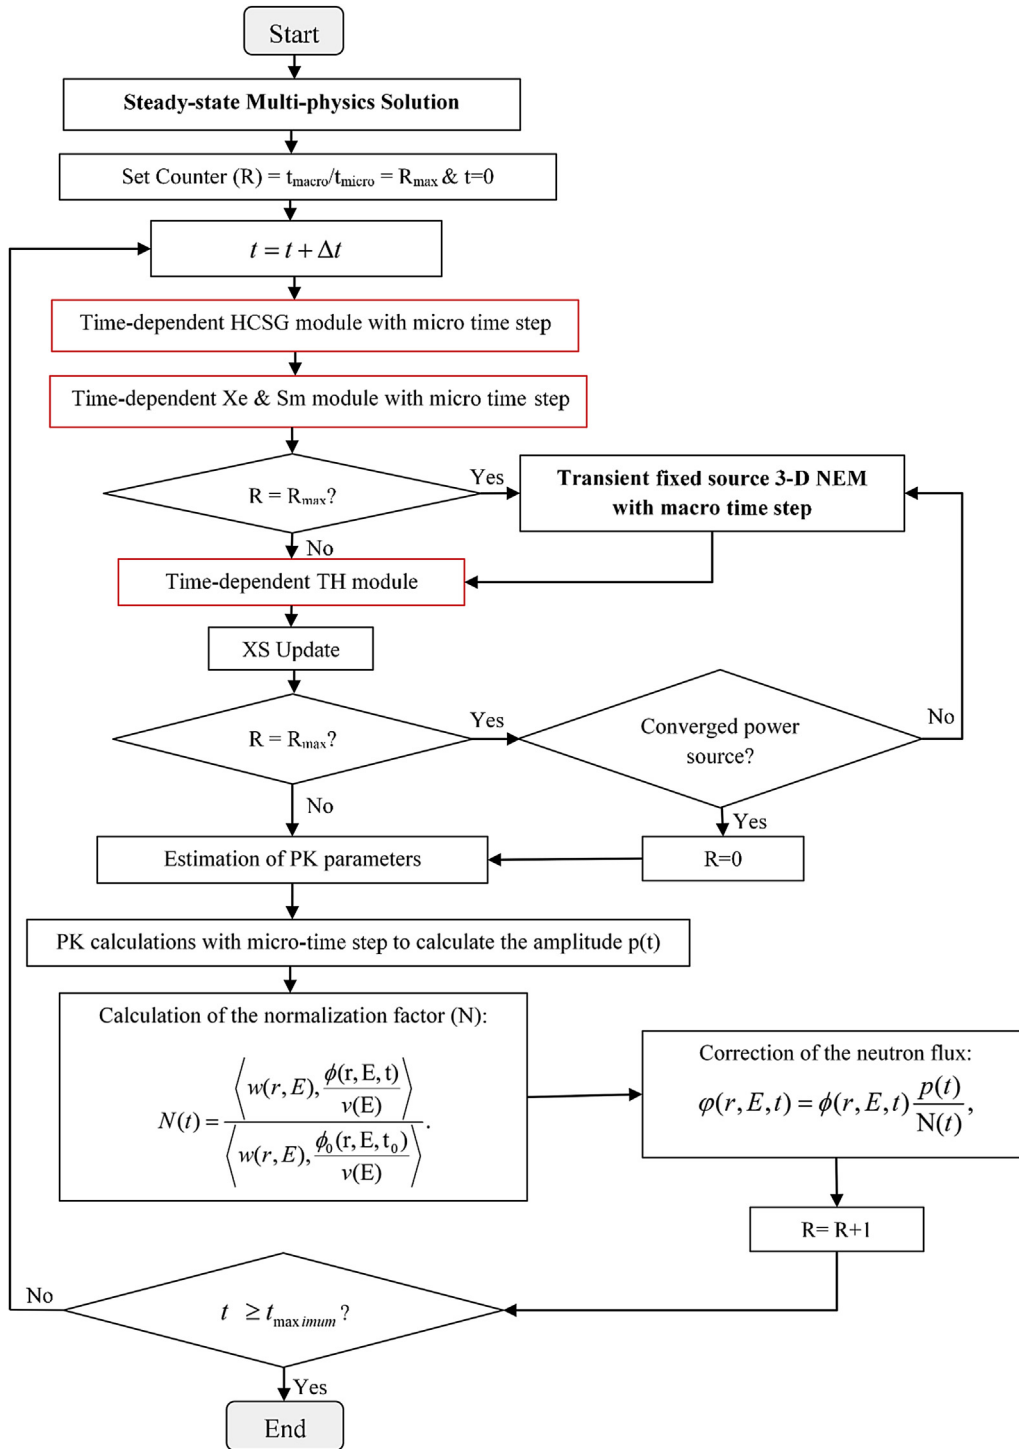 Start
Steady-state Multi-physics Solution
Set Counter (R) = t_macro/t_micro = R_max & t=0
t = t + Δt
Time-dependent HCSG module with micro time step
Time-dependent Xe & Sm module with micro time step
R = R_max?
Yes
No
Transient fixed source 3-D NEM
with macro time step
Time-dependent TH module
XS Update
R = R_max?
Yes
No
Converged power
source?
No
Yes
R=0
Estimation of PK parameters
PK calculations with micro-time step to calculate the amplitude p(t)
Calculation of the normalization factor (N):
N(t) = ⟨w(r, E), ϕ(r, E, t)/v(E)⟩ / ⟨w(r, E), ϕ₀(r, E, t₀)/v(E)⟩.
Correction of the neutron flux:
φ(r, E, t) = ϕ(r, E, t) p(t)/N(t),
R= R+1
t ≥ t_maximum?
No
Yes
End